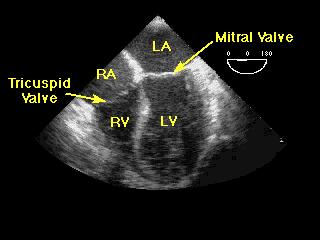 LA
Mitral Valve
0 0 180
RA
Tricuspid
Valve
RV
LV